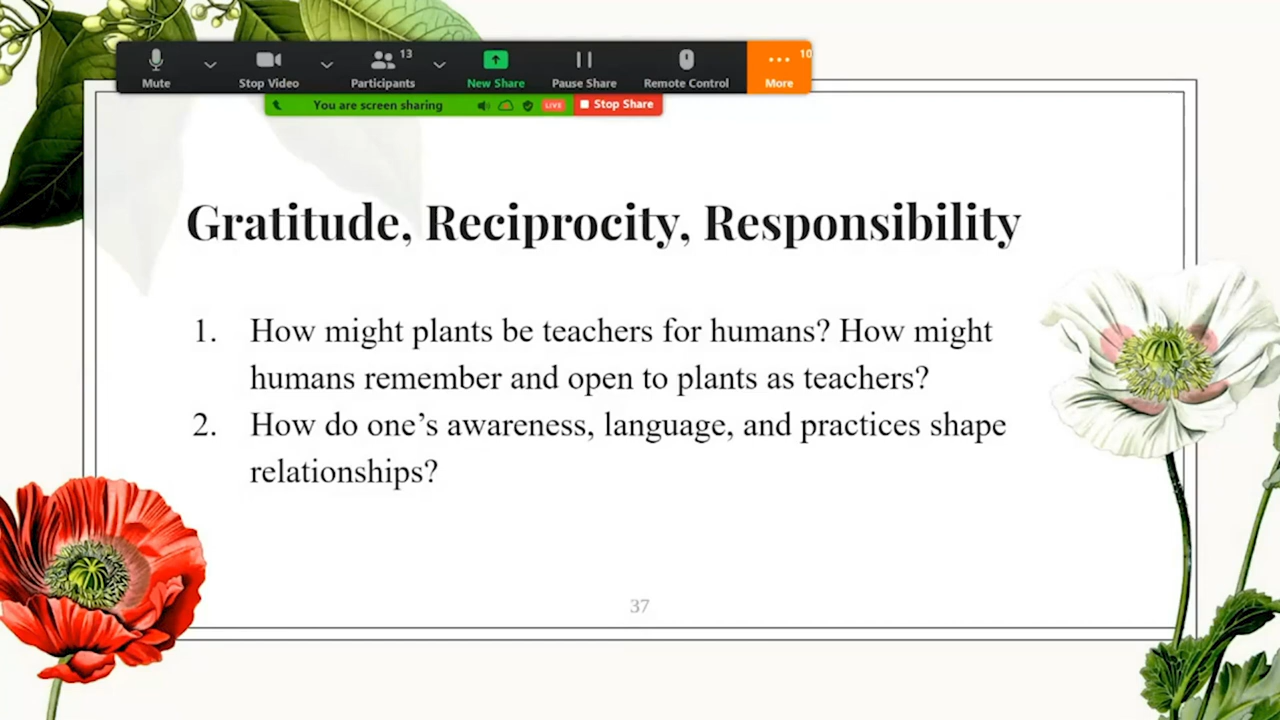 13
10
Mute
Stop Video
Participants
New Share
Pause Share
Remote Control
More
You are screen sharing
LIVE
Stop Share
Gratitude, Reciprocity, Responsibility
1. How might plants be teachers for humans? How might
humans remember and open to plants as teachers?
2. How do one’s awareness, language, and practices shape
relationships?
37